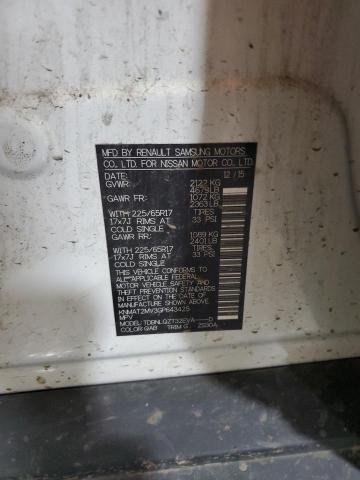 MFD BY RENAULT SAMSUNG MOTORS
CO., LTD. FOR NISSAN MOTOR CO., LTD.
DATE: 12/15
GVWR: 2122 KG
4679LB
GAWR FR: 1072 KG
2363LB
WITH 225/65R17 TIRES
17x7J RIMS AT 33 PSI
COLD SINGLE
GAWR RR: 1089 KG
2401LB
WITH 225/65R17 TIRES
17x7J RIMS AT 33 PSI
COLD SINGLE
THIS VEHICLE CONFORMS TO
ALL APPLICABLE FEDERAL
MOTOR VEHICLE SAFETY AND
THEFT PREVENTION STANDARDS
IN EFFECT ON THE DATE OF
MANUFACTURE SHOWN ABOVE.
KNMAT2MV3GP643425
MPV
MODEL: TDBNLQZT32EVA----D
COLOR: QAB TRIM: G